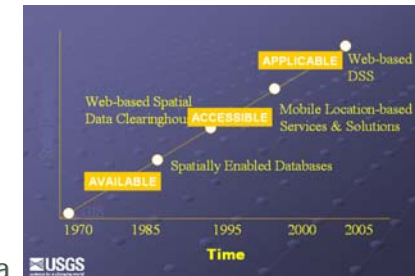 APPLICABLE
Web-based
DSS
Web-based Spatial
Data Clearinghou
ACCESSIBLE
Mobile Location-based
Services & Solutions
Spatially Enabled Databases
AVAILABLE
1970 1985 1995 2000 2005
Time
USGS
a